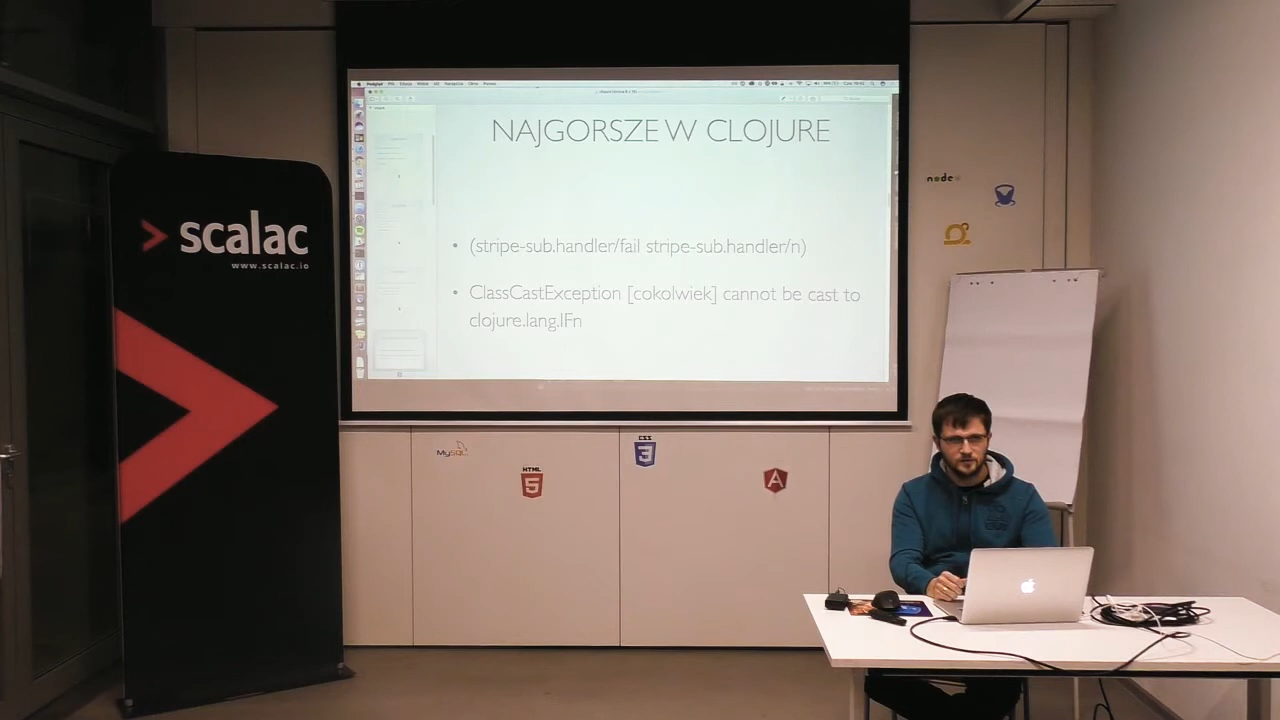 NAJGORSZE W CLOJURE
• (stripe-sub.handler/fail stripe-sub.handler/n)
• ClassCastException [cokolwiek] cannot be cast to
clojure.lang.IFn
scalac
www.scalac.io
node
MySQL
HTML
5
CSS
3
A